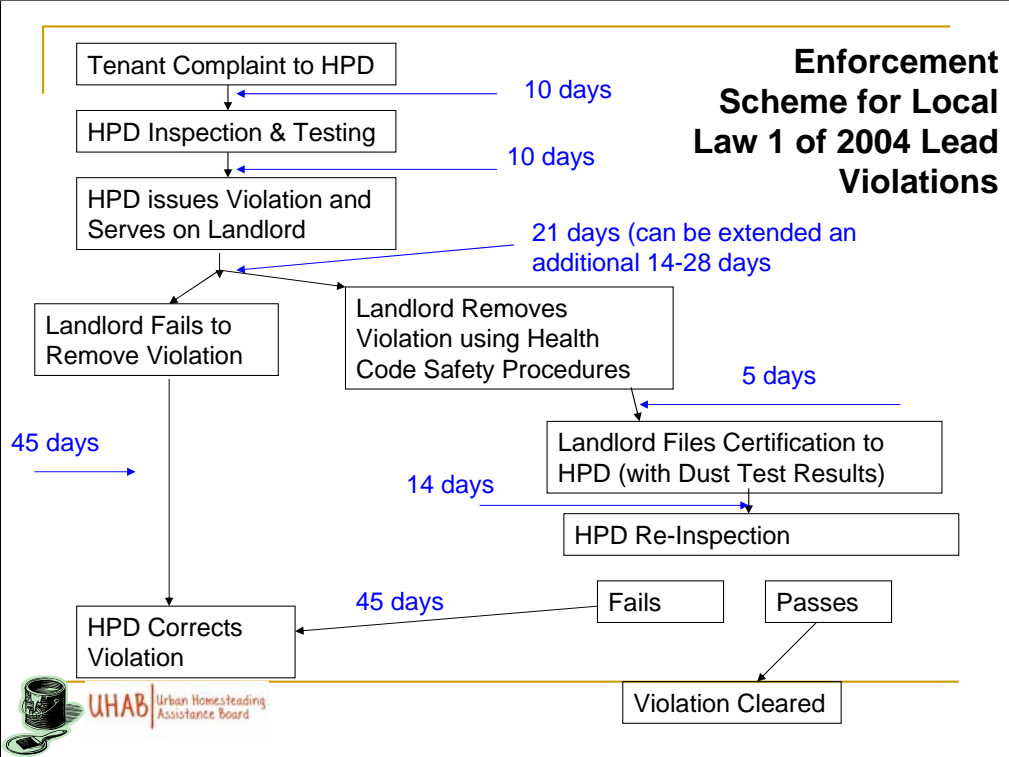 Enforcement
Scheme for Local
Law 1 of 2004 Lead
Violations
Tenant Complaint to HPD
10 days
HPD Inspection & Testing
10 days
HPD issues Violation and
Serves on Landlord
21 days (can be extended an
additional 14-28 days
Landlord Fails to
Remove Violation
Landlord Removes
Violation using Health
Code Safety Procedures
5 days
45 days
Landlord Files Certification to
HPD (with Dust Test Results)
14 days
HPD Re-Inspection
45 days
Fails
Passes
HPD Corrects
Violation
Violation Cleared
UHAB
Urban Homesteading
Assistance Board